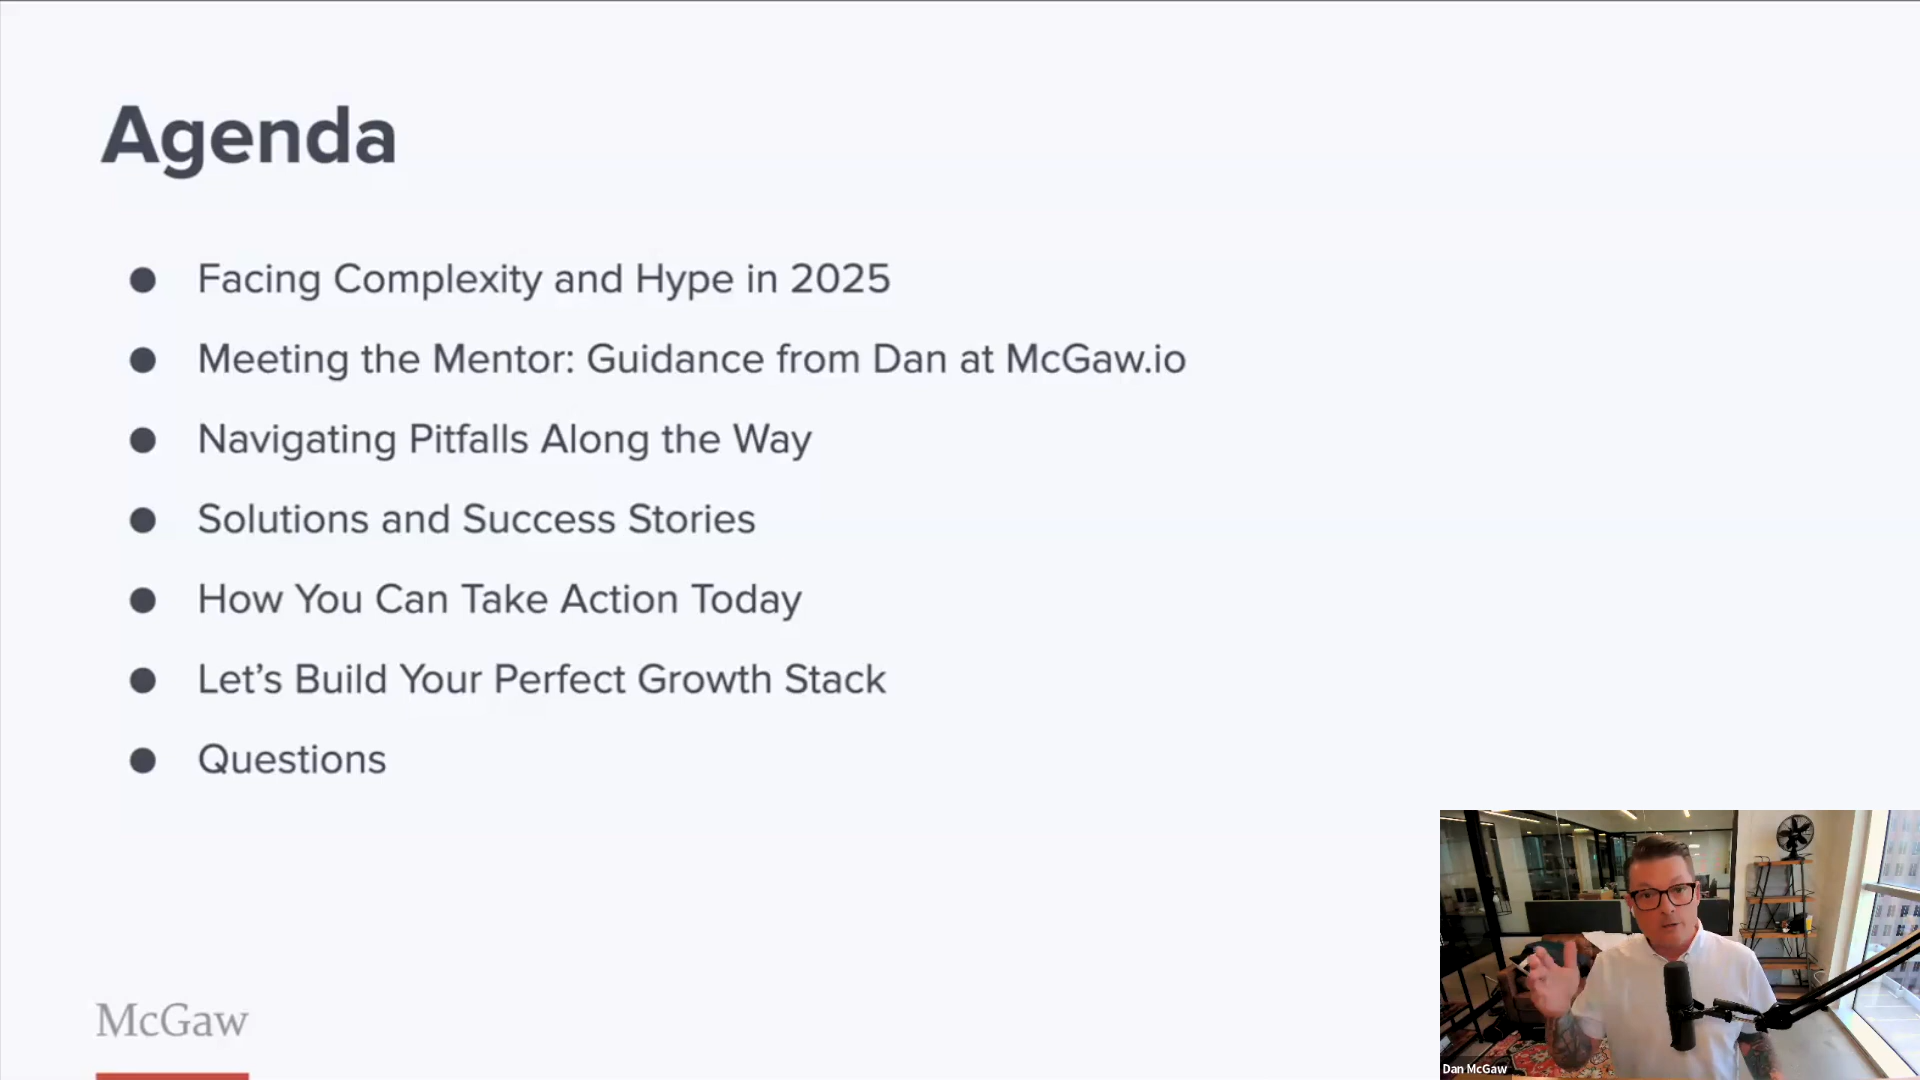 Agenda
● Facing Complexity and Hype in 2025
● Meeting the Mentor: Guidance from Dan at McGaw.io
● Navigating Pitfalls Along the Way
● Solutions and Success Stories
● How You Can Take Action Today
● Let’s Build Your Perfect Growth Stack
● Questions
McGaw
Dan McGaw